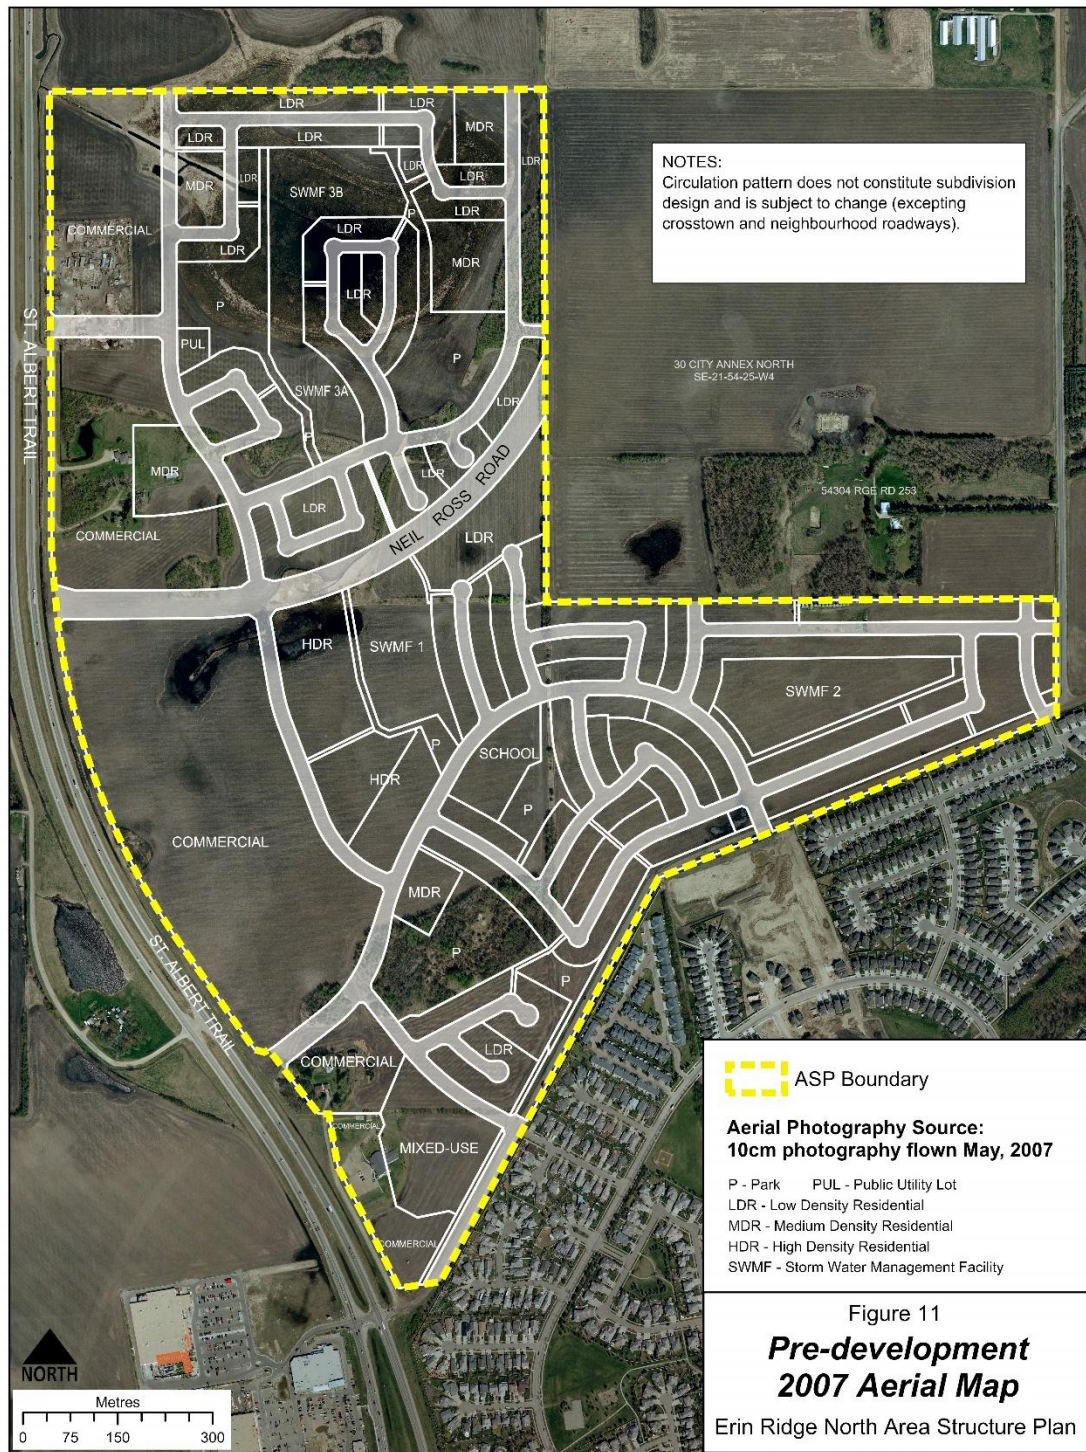 LDR
LDR
LDR
MDR
LDR
LDR
LDR
LDR
MDR
LDR
SWMF 3B
LDR
P
LDR
LDR
COMMERCIAL
LDR
MDR
LDR
P
PUL
P
SWMF 3A
LDR
P
MDR
LDR
LDR
COMMERCIAL
NEIL ROSS ROAD
LDR
ST. ALBERT TRAIL
NOTES:
Circulation pattern does not constitute subdivision
design and is subject to change (excepting
crosstown and neighbourhood roadways).
30 CITY ANNEX NORTH
SE-21-54-25-W4
54304 RGE RD 253
HDR
SWMF 1
SWMF 2
P
SCHOOL
HDR
P
COMMERCIAL
MDR
P
P
ST. ALBERT TRAIL
LDR
COMMERCIAL
COMMERCIAL
MIXED-USE
COMMERCIAL
ASP Boundary
Aerial Photography Source:
10cm photography flown May, 2007
P - Park PUL - Public Utility Lot
LDR - Low Density Residential
MDR - Medium Density Residential
HDR - High Density Residential
SWMF - Storm Water Management Facility
Figure 11
Pre-development
2007 Aerial Map
Erin Ridge North Area Structure Plan
NORTH
Metres
0 75 150 300